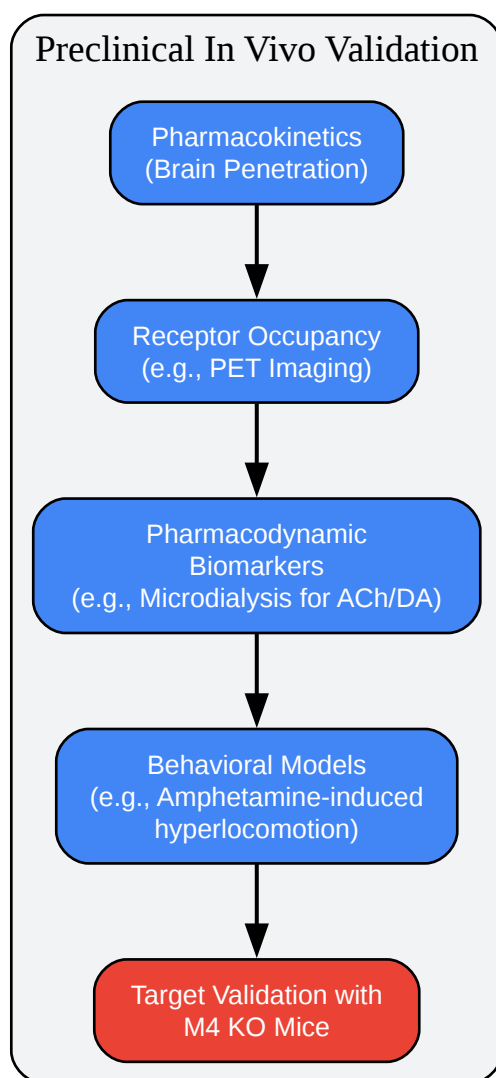 Preclinical In Vivo Validation
Pharmacokinetics
(Brain Penetration)
Receptor Occupancy
(e.g., PET Imaging)
Pharmacodynamic
Biomarkers
(e.g., Microdialysis for ACh/DA)
Behavioral Models
(e.g., Amphetamine-induced
hyperlocomotion)
Target Validation with
M4 KO Mice